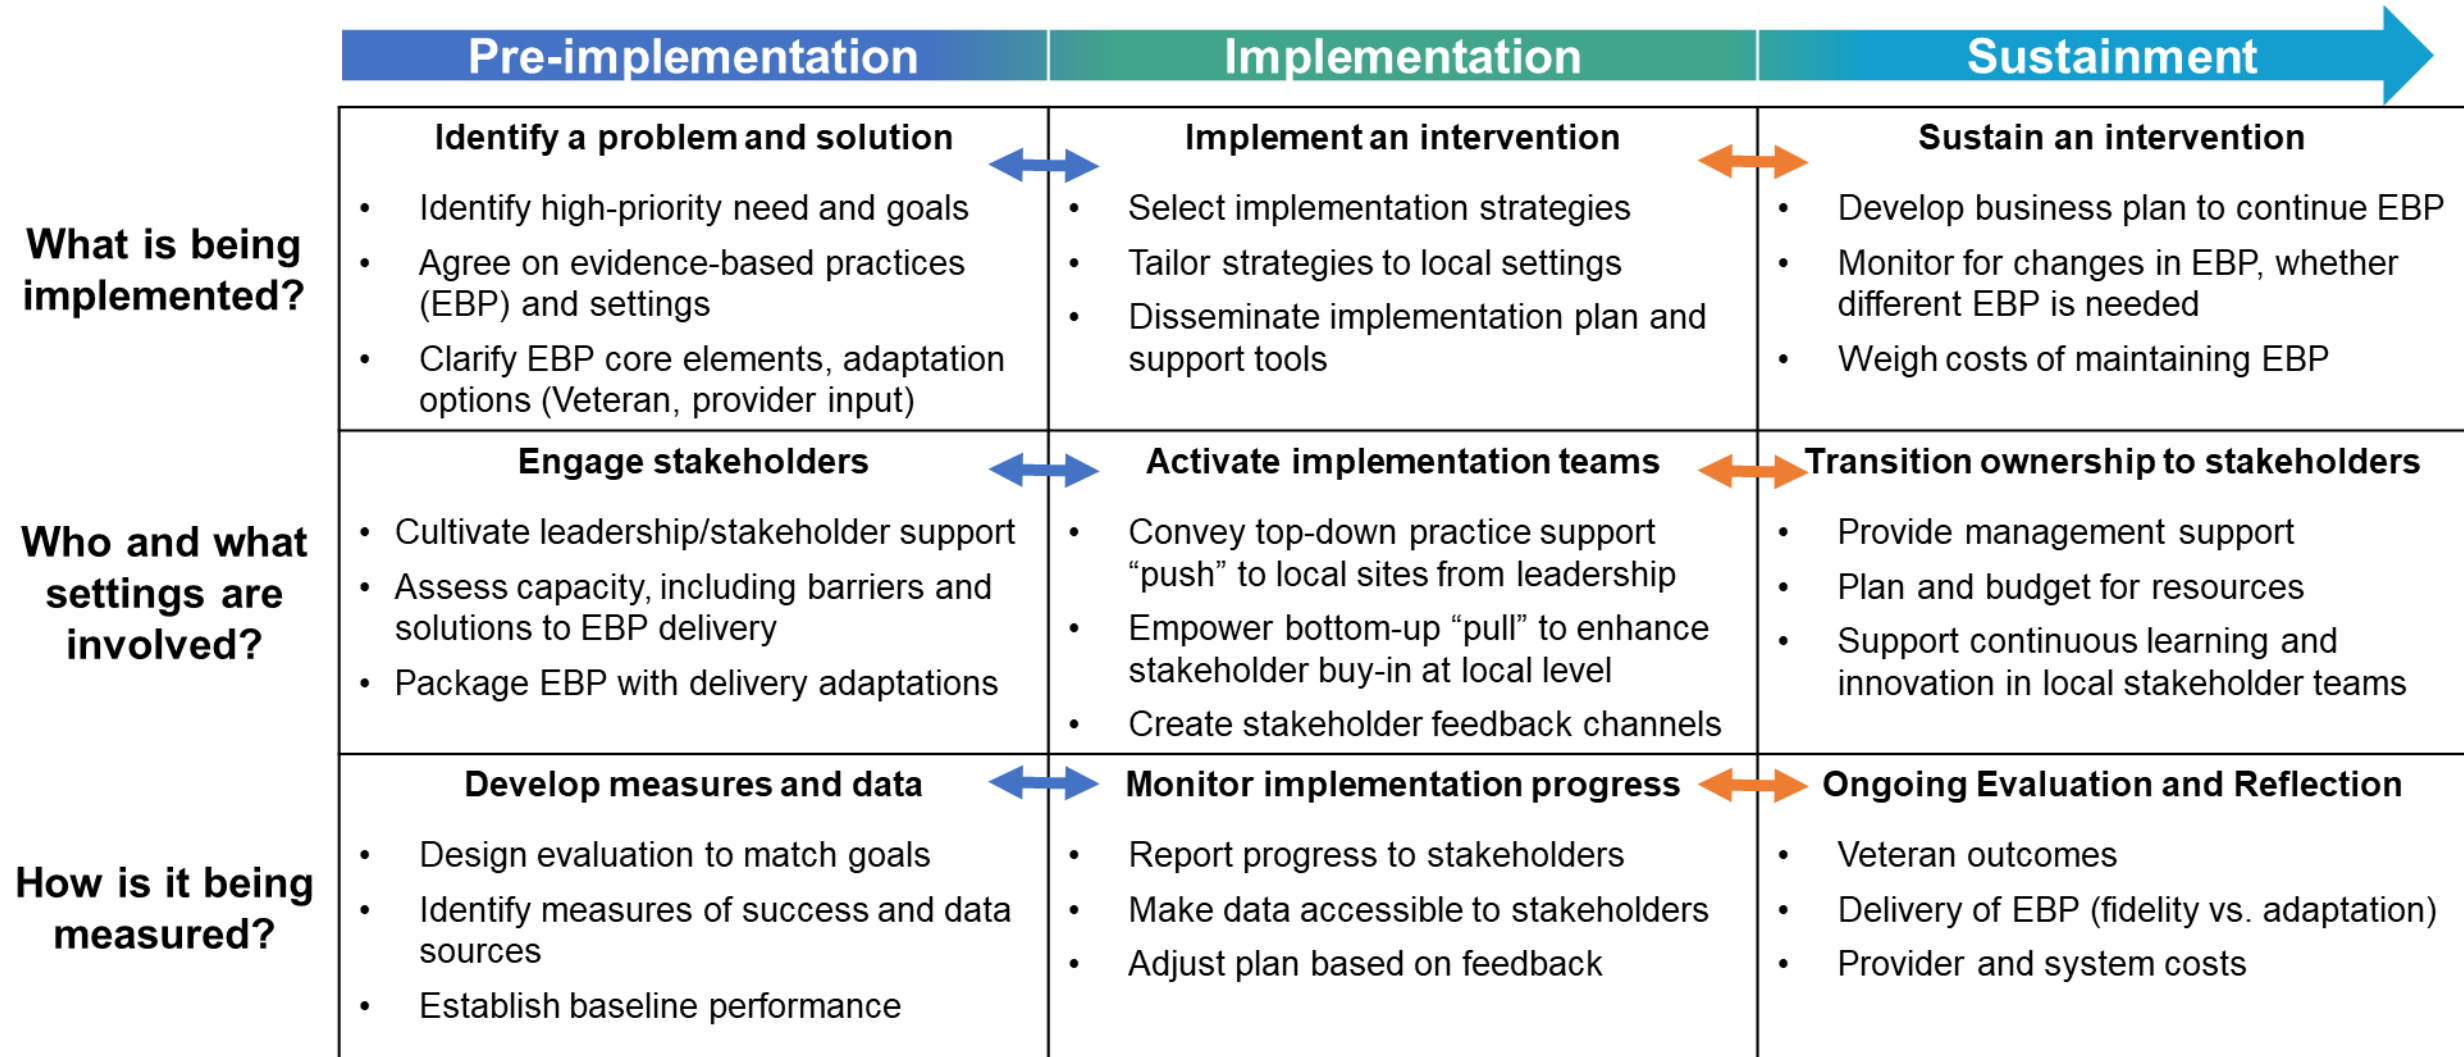 Pre-implementation
Implementation
Sustainment
What is being
implemented?
Identify a problem and solution
• Identify high-priority need and goals
• Agree on evidence-based practices
(EBP) and settings
• Clarify EBP core elements, adaptation
options (Veteran, provider input)
Implement an intervention
• Select implementation strategies
• Tailor strategies to local settings
• Disseminate implementation plan and
support tools
Sustain an intervention
• Develop business plan to continue EBP
• Monitor for changes in EBP, whether
different EBP is needed
• Weigh costs of maintaining EBP
Who and what
settings are
involved?
Engage stakeholders
• Cultivate leadership/stakeholder support
• Assess capacity, including barriers and
solutions to EBP delivery
• Package EBP with delivery adaptations
Activate implementation teams
• Convey top-down practice support
“push” to local sites from leadership
• Empower bottom-up “pull” to enhance
stakeholder buy-in at local level
• Create stakeholder feedback channels
Transition ownership to stakeholders
• Provide management support
• Plan and budget for resources
• Support continuous learning and
innovation in local stakeholder teams
How is it being
measured?
Develop measures and data
• Design evaluation to match goals
• Identify measures of success and data
sources
• Establish baseline performance
Monitor implementation progress
• Report progress to stakeholders
• Make data accessible to stakeholders
• Adjust plan based on feedback
Ongoing Evaluation and Reflection
• Veteran outcomes
• Delivery of EBP (fidelity vs. adaptation)
• Provider and system costs